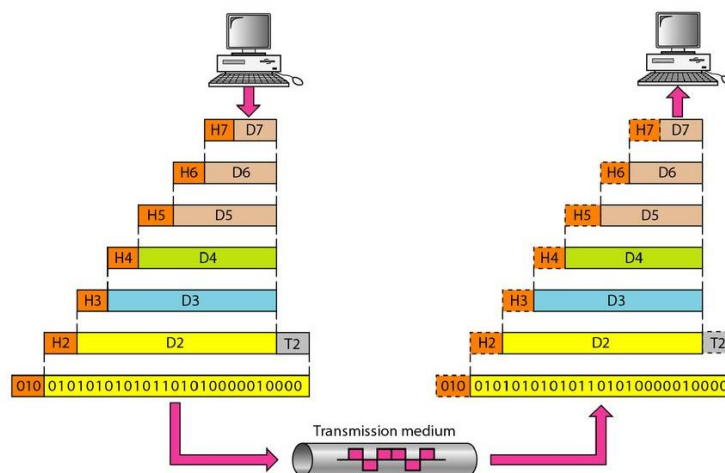 H7 D7 H7 D7
H6 D6 H6 D6
H5 D5 H5 D5
H4 D4 H4 D4
H3 D3 H3 D3
H2 D2 T2 H2 D2 T2
010 010101010101101010000010000 010 010101010101101010000010000
Transmission medium